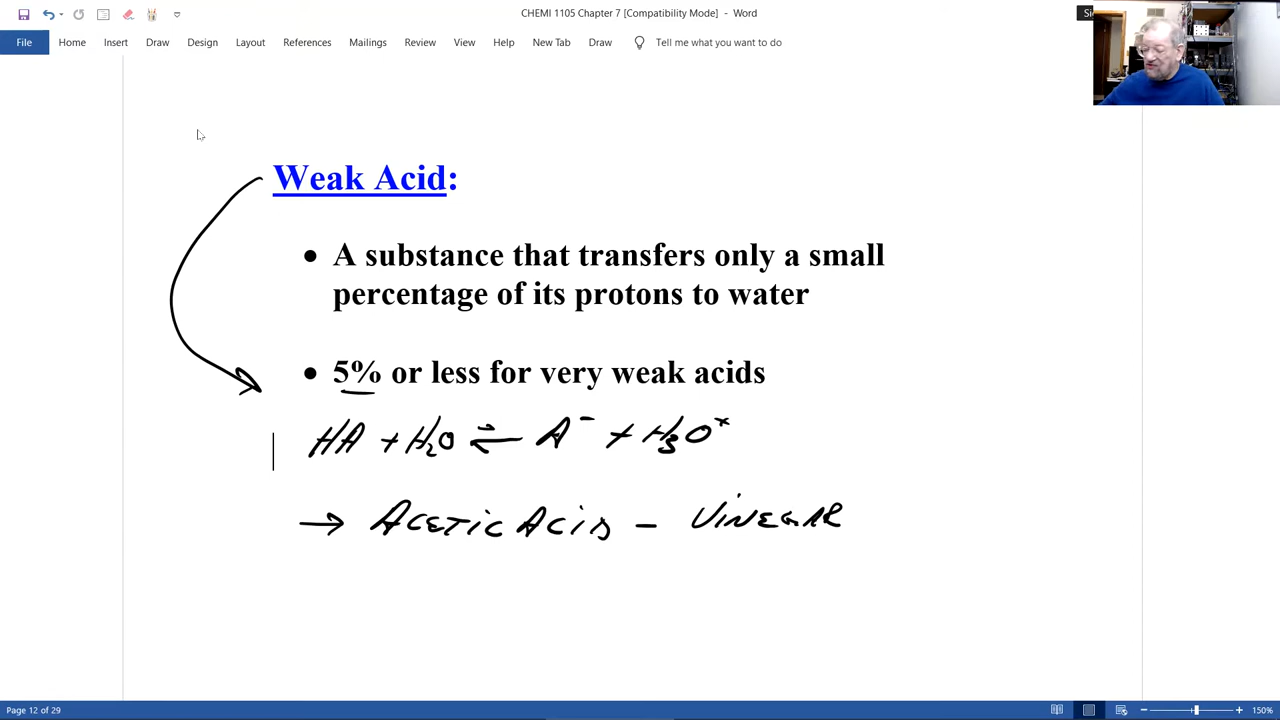 CHEMI 1105 Chapter 7 [Compatibility Mode] - Word
File Home Insert Draw Design Layout References Mailings Review View Help New Tab Draw Tell me what you want to do
Weak Acid:
• A substance that transfers only a small
percentage of its protons to water
• 5% or less for very weak acids
HA + H₂O ⇌ A⁻ + H₃O⁺
→ ACETIC ACID - VINEGAR
Page 12 of 29
150%